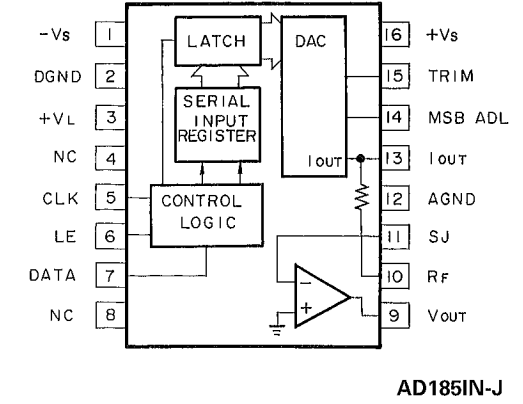 -Vs 1 LATCH DAC 16 +Vs
DGND 2 15 TRIM
+VL 3 SERIAL INPUT REGISTER 14 MSB ADL
NC 4 IOUT 13 IOUT
CLK 5 CONTROL LOGIC 12 AGND
LE 6 11 SJ
DATA 7 - 10 RF
NC 8 + 9 VOUT
AD185IN-J